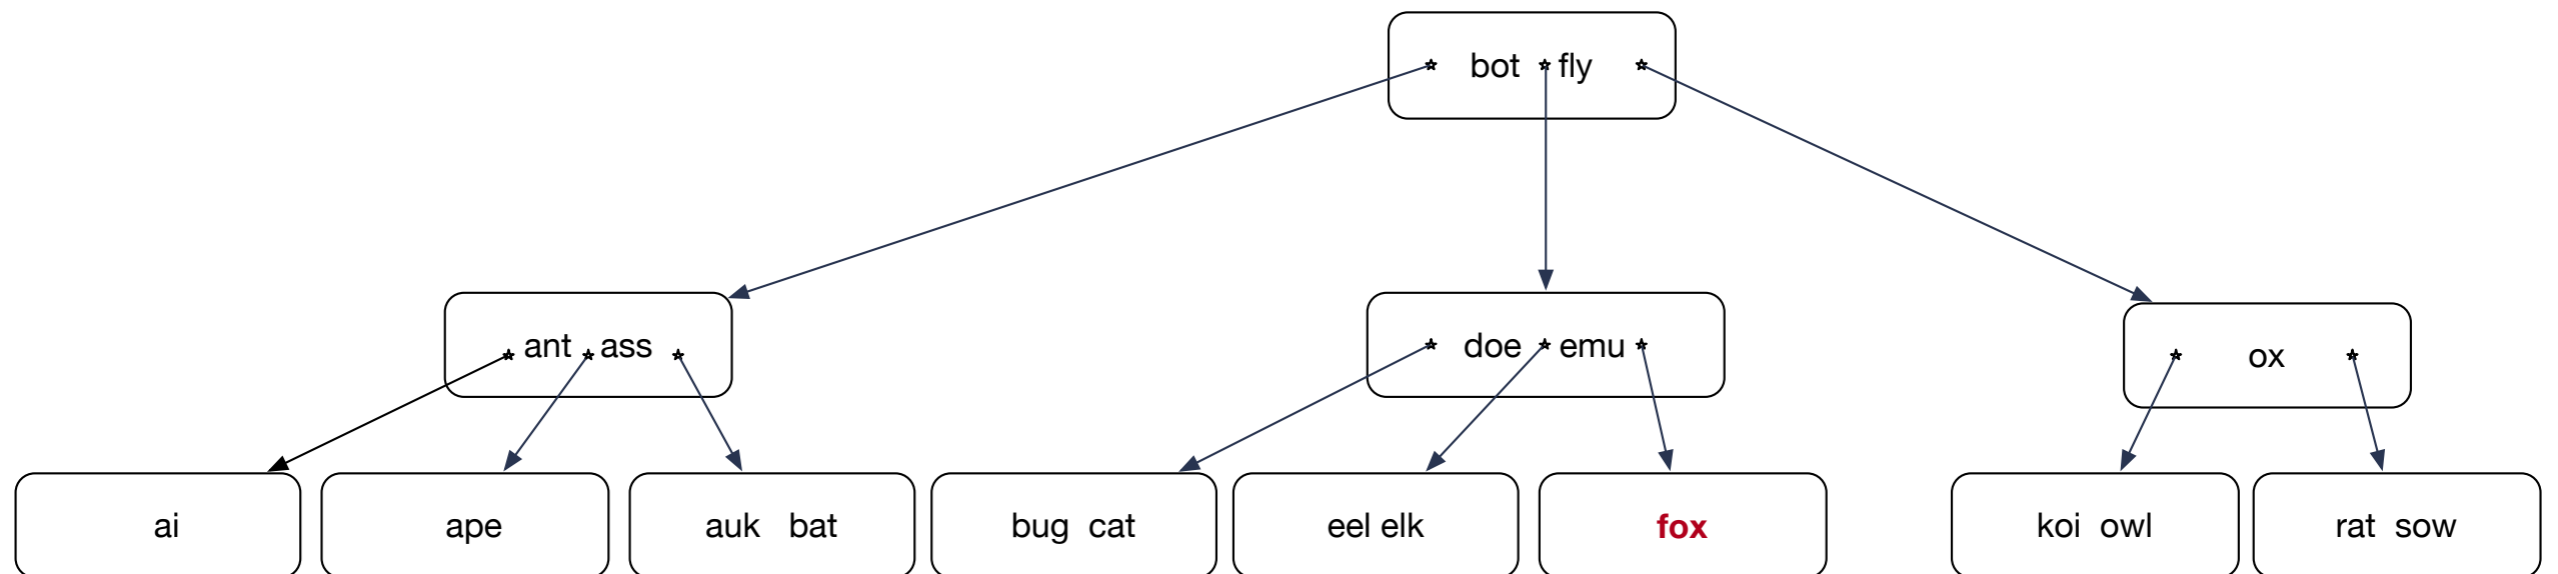 bot fly
ant ass
doe emu
ox
ai
ape
auk bat
bug cat
eel elk
fox
koi owl
rat sow